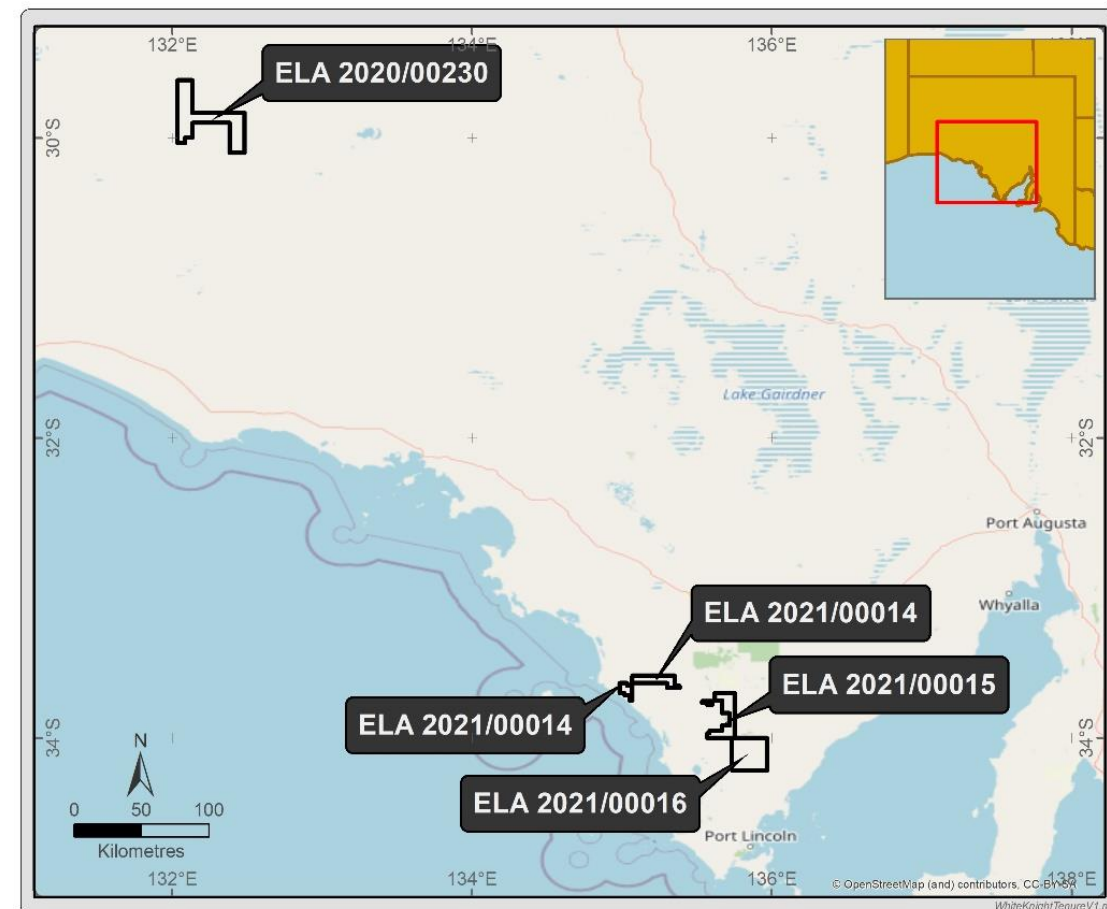 132°E
134°E
136°E
ELA 2020/00230
30°S
30°S
Lake Gairdner
32°S
32°S
Port Augusta
Whyalla
ELA 2021/00014
ELA 2021/00015
ELA 2021/00014
34°S
34°S
ELA 2021/00016
N
0 50 100
Kilometres
Port Lincoln
132°E
134°E
136°E
138°E
© OpenStreetMap (and) contributors, CC-BY-SA